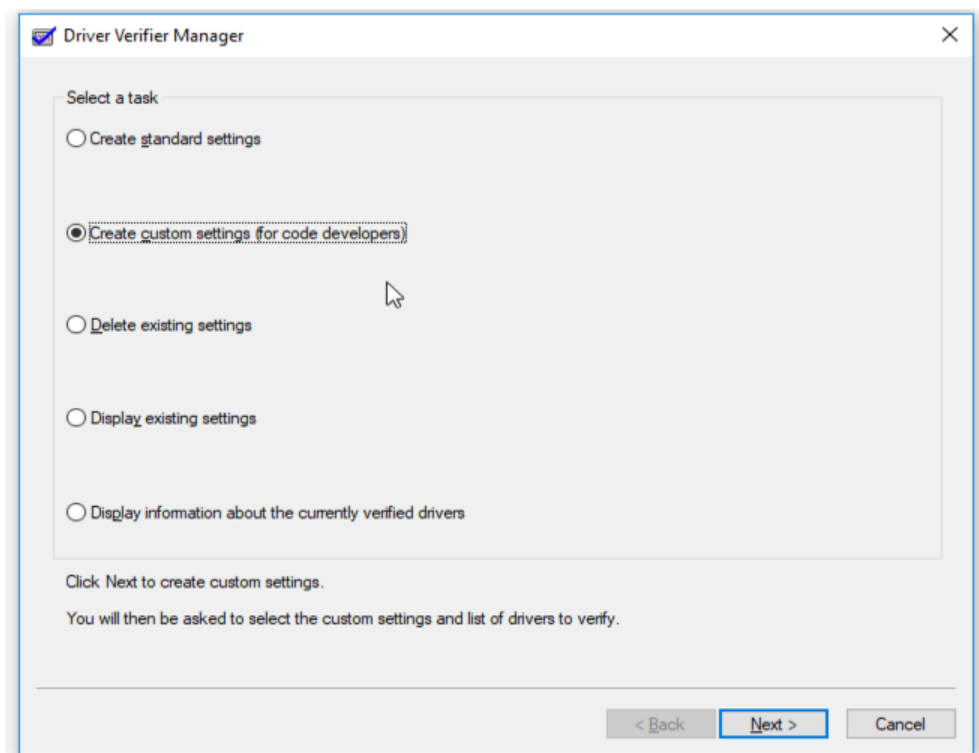 Driver Verifier Manager
Select a task
Create standard settings
Create custom settings (for code developers)
Delete existing settings
Display existing settings
Display information about the currently verified drivers
Click Next to create custom settings.
You will then be asked to select the custom settings and list of drivers to verify.
< Back Next > Cancel